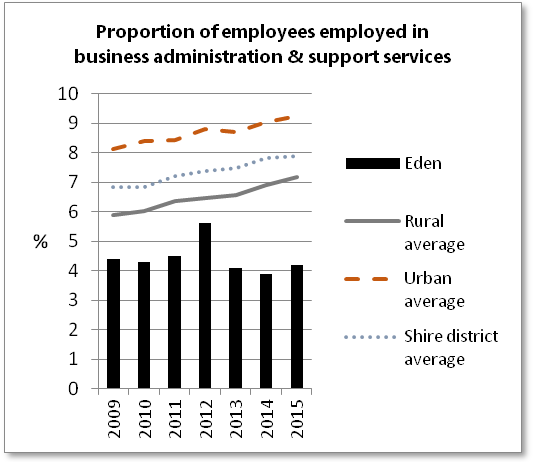 Proportion of employees employed in
business administration & support services
10
9
8
7
6
5
4
3
2
1
0
%
2009
2010
2011
2012
2013
2014
2015
Eden
Rural
average
Urban
average
Shire district
average